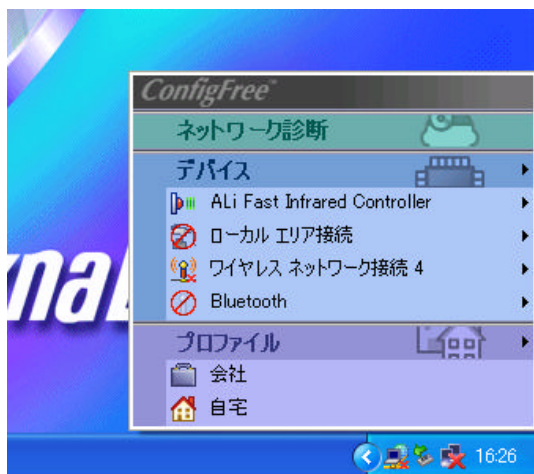 ConfigFree™
ネットワーク診断
デバイス
ALi Fast Infrared Controller
ローカル エリア接続
ワイヤレス ネットワーク接続 4
Bluetooth
プロファイル
会社
自宅
16:26